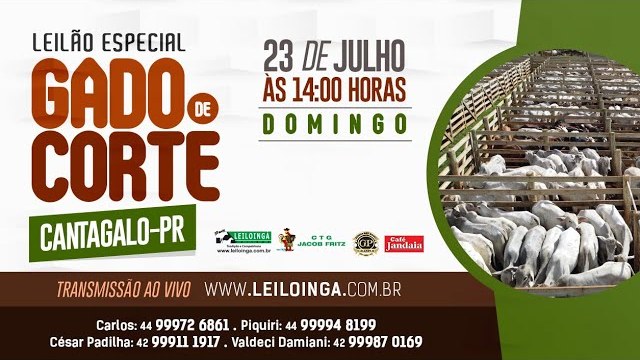 LEILÃO ESPECIAL
GADO DE
CORTE
CANTAGALO-PR
23 DE JULHO
ÀS 14:00 HORAS
DOMINGO
LEILOINGA
www.leiloinga.com.br
CTG
JACOB FRITZ
GP
Café
Jandaia
TRANSMISSÃO AO VIVO WWW.LEILOINGA.COM.BR
Carlos: 44 99972 6861 . Piquiri: 44 99994 8199
César Padilha: 42 99911 1917 . Valdeci Damiani: 42 99987 0169